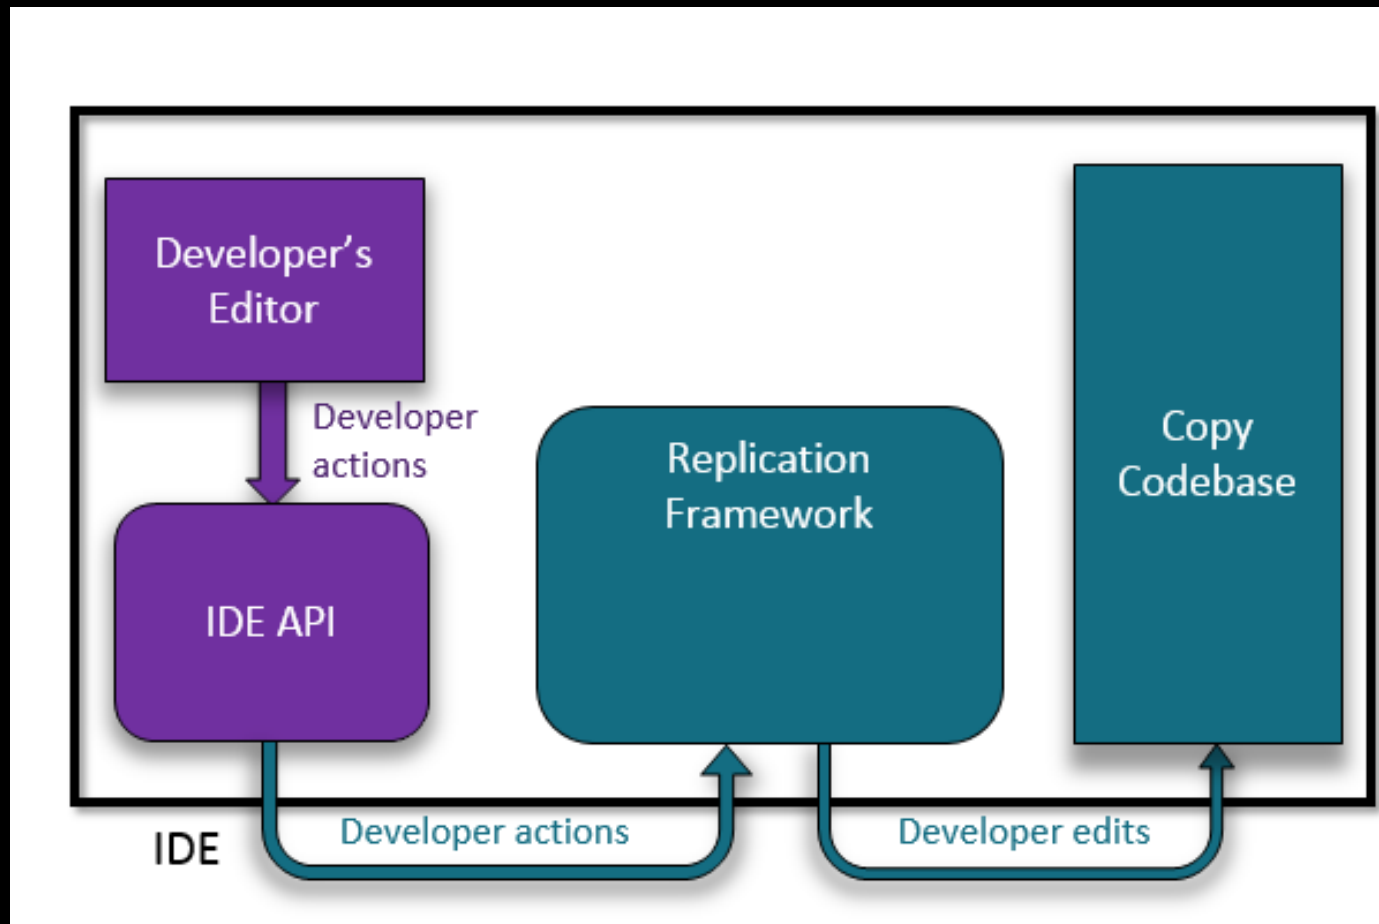 Developer’s
Editor
Developer
actions
IDE API
Replication
Framework
Copy
Codebase
Developer actions
Developer edits
IDE